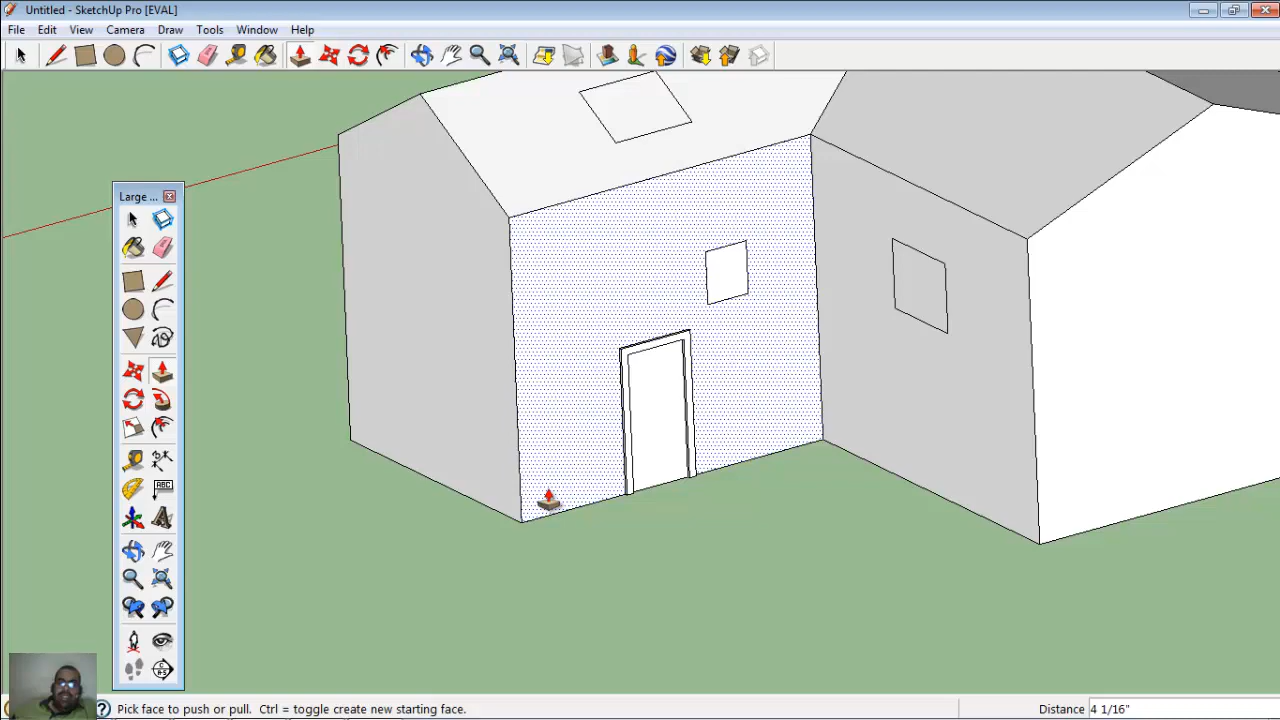 Untitled - SketchUp Pro [EVAL]
File Edit View Camera Draw Tools Window Help
Large ...
ABC
Pick face to push or pull. Ctrl = toggle create new starting face.
Distance 4 1/16"